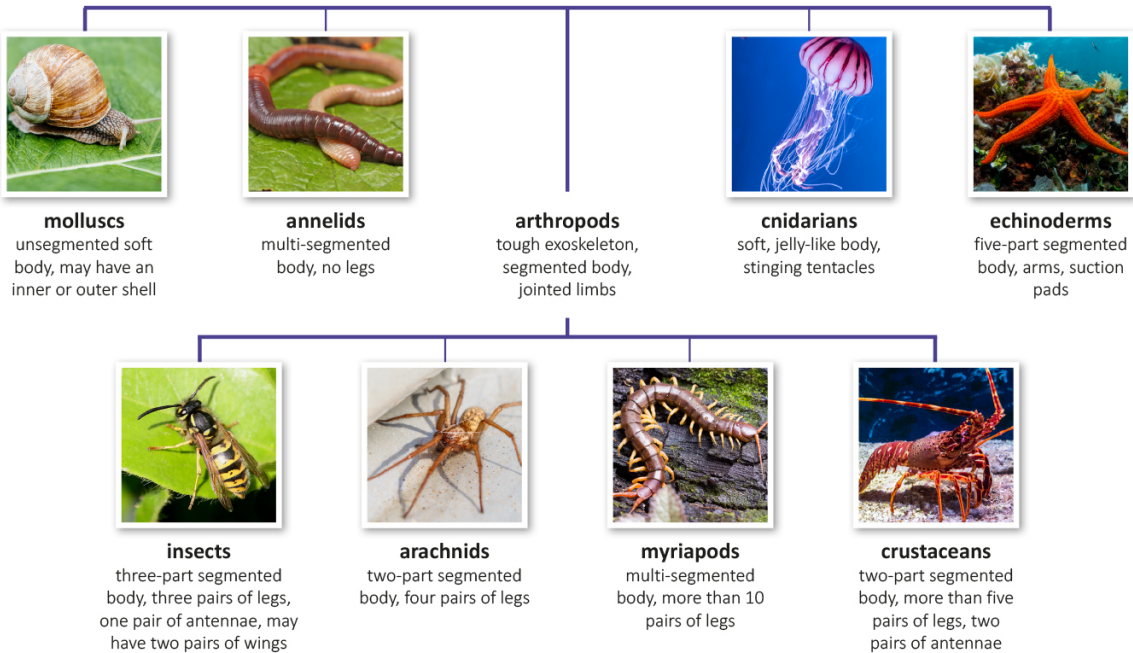 molluscs
unsegmented soft
body, may have an
inner or outer shell
annelids
multi-segmented
body, no legs
arthropods
tough exoskeleton,
segmented body,
jointed limbs
cnidarians
soft, jelly-like body,
stinging tentacles
echinoderms
five-part segmented
body, arms, suction
pads
insects
three-part segmented
body, three pairs of legs,
one pair of antennae, may
have two pairs of wings
arachnids
two-part segmented
body, four pairs of legs
myriapods
multi-segmented
body, more than 10
pairs of legs
crustaceans
two-part segmented
body, more than five
pairs of legs, two
pairs of antennae